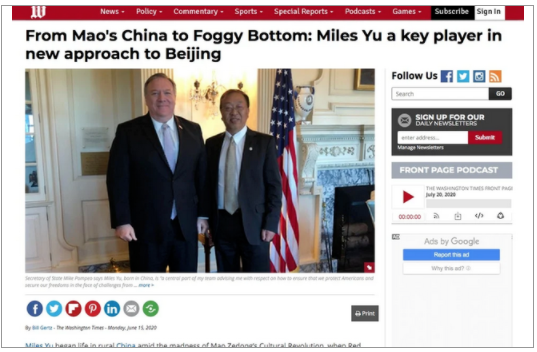 W
News Policy Commentary Sports Special Reports Podcasts Games Subscribe Sign In
From Mao's China to Foggy Bottom: Miles Yu a key player in
new approach to Beijing
Follow Us
Search GO
SIGN UP FOR OUR
DAILY NEWSLETTERS
enter address... Submit
Manage Newsletters
FRONT PAGE PODCAST
THE WASHINGTON TIMES FRONT PAG
July 20, 2020
00:00:00
Ads by Google
Report this ad
Why this ad?
Secretary of State Mike Pompeo says Miles Yu, born in China, is "a central part of my team advising me with respect on how to ensure that we protect Americans and
secure our freedoms in the face of challenges from ... more >
Print
By Bill Gertz - The Washington Times - Monday, June 15, 2020
Miles Yu began life in rural China amid the madness of Mao Zedong's Cultural Revolution, when Red